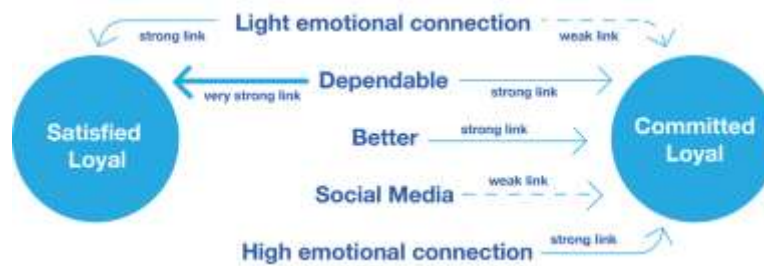 Light emotional connection
strong link
weak link
Dependable
very strong link
strong link
Satisfied
Loyal
Better
strong link
Committed
Loyal
Social Media
weak link
High emotional connection
strong link